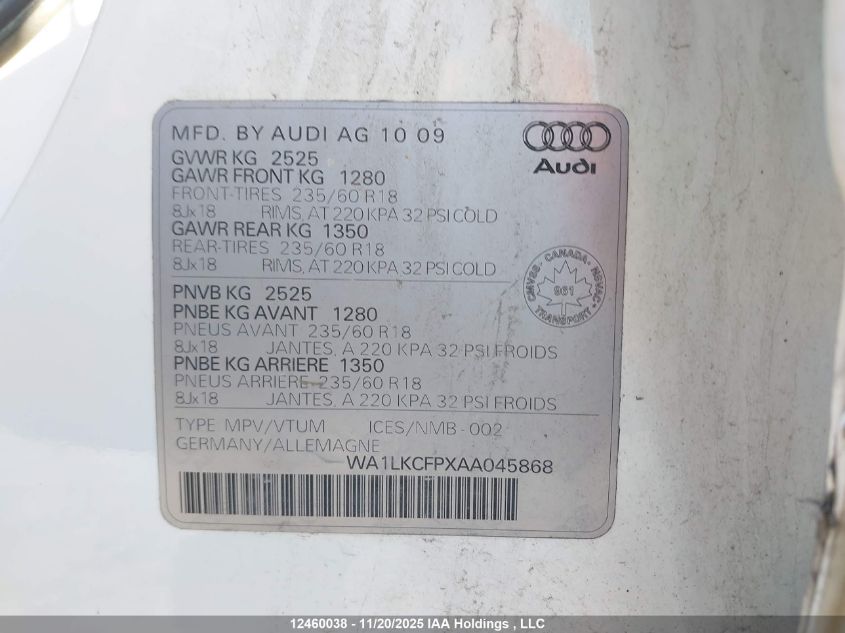 MFD. BY AUDI AG 10 09
Audi
GVWR KG 2525
GAWR FRONT KG 1280
FRONT-TIRES 235/60 R18
8Jx18 RIMS, AT 220 KPA 32 PSI COLD
GAWR REAR KG 1350
REAR-TIRES 235/60 R18
8Jx18 RIMS, AT 220 KPA 32 PSI COLD
CMVSS - CANADA - NSVAC
961
TRANSPORT
PNVB KG 2525
PNBE KG AVANT 1280
PNEUS AVANT 235/60 R18
8Jx18 JANTES, A 220 KPA 32 PSI FROIDS
PNBE KG ARRIERE 1350
PNEUS ARRIERE 235/60 R18
8Jx18 JANTES, A 220 KPA 32 PSI FROIDS
TYPE MPV/VTUM ICES/NMB - 002
GERMANY/ALLEMAGNE
WA1LKCFPXAA045868
12460038 - 11/20/2025 IAA Holdings , LLC